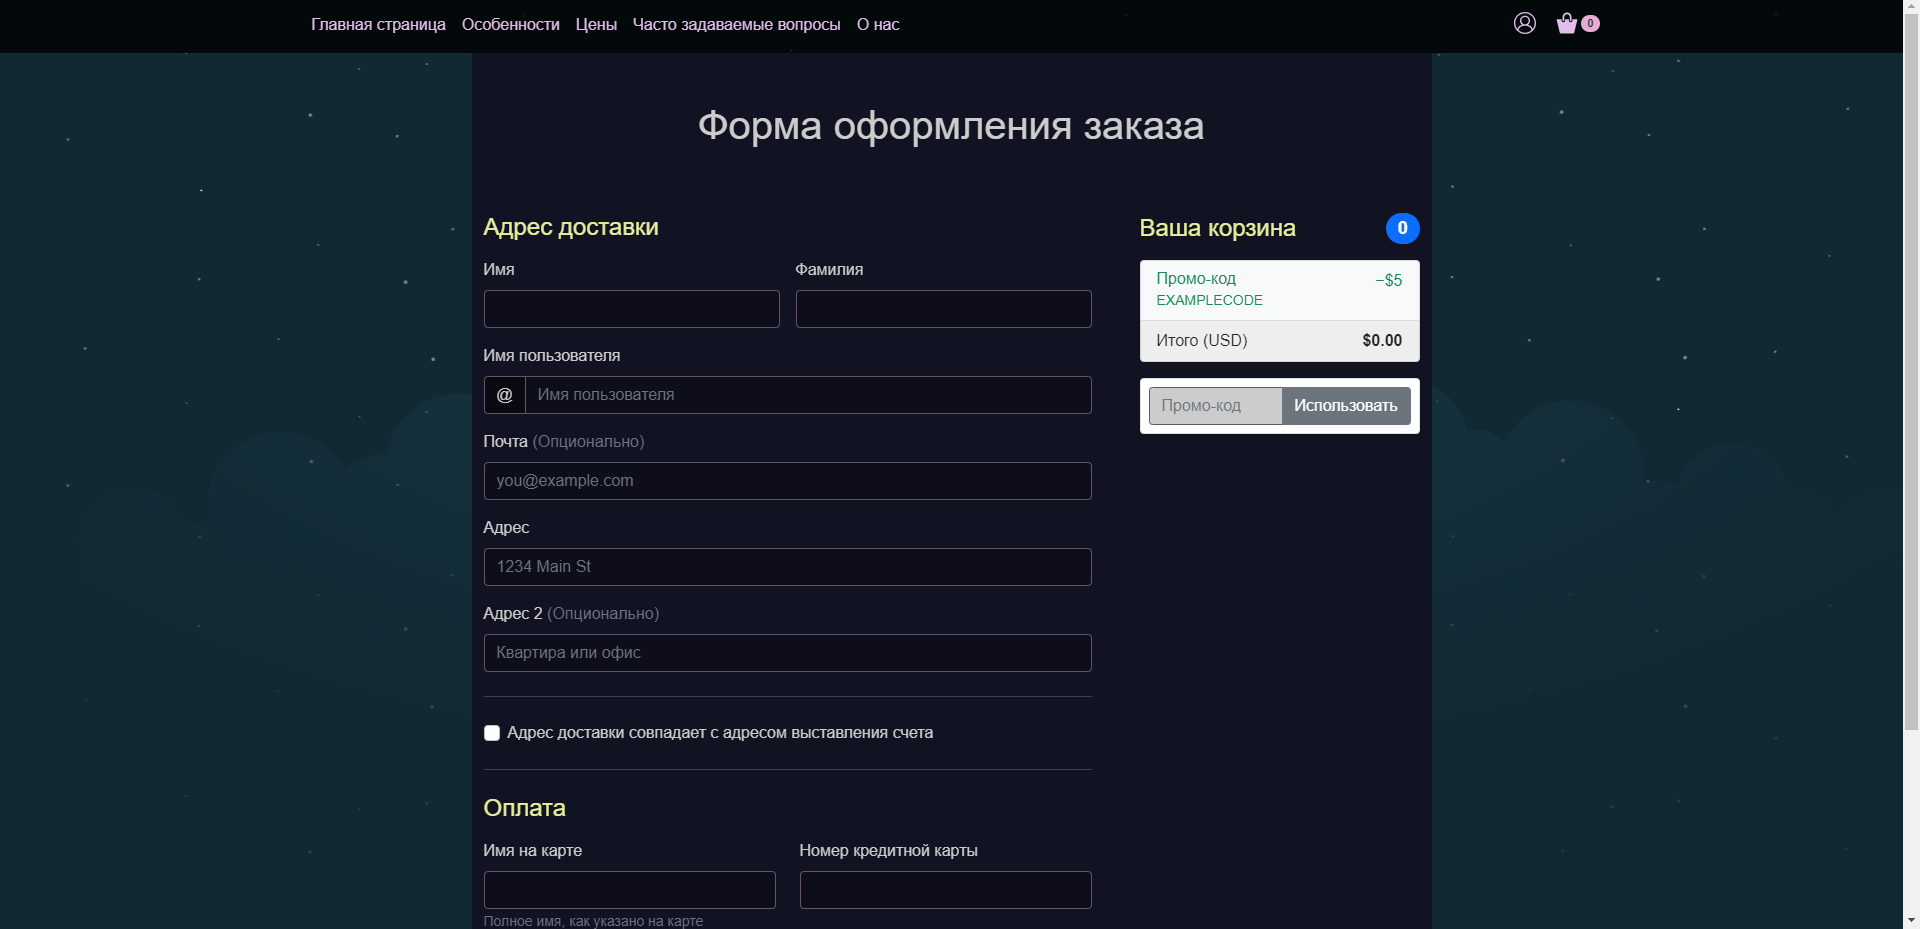 Главная страница Особенности Цены Часто задаваемые вопросы О нас 0
Форма оформления заказа
Адрес доставки
Имя Фамилия
Имя пользователя
@ Имя пользователя
Почта (Опционально)
you@example.com
Адрес
1234 Main St
Адрес 2 (Опционально)
Квартира или офис
Адрес доставки совпадает с адресом выставления счета
Оплата
Имя на карте Номер кредитной карты
Полное имя, как указано на карте
Ваша корзина 0
Промо-код −$5
EXAMPLECODE
Итого (USD) $0.00
Промо-код Использовать